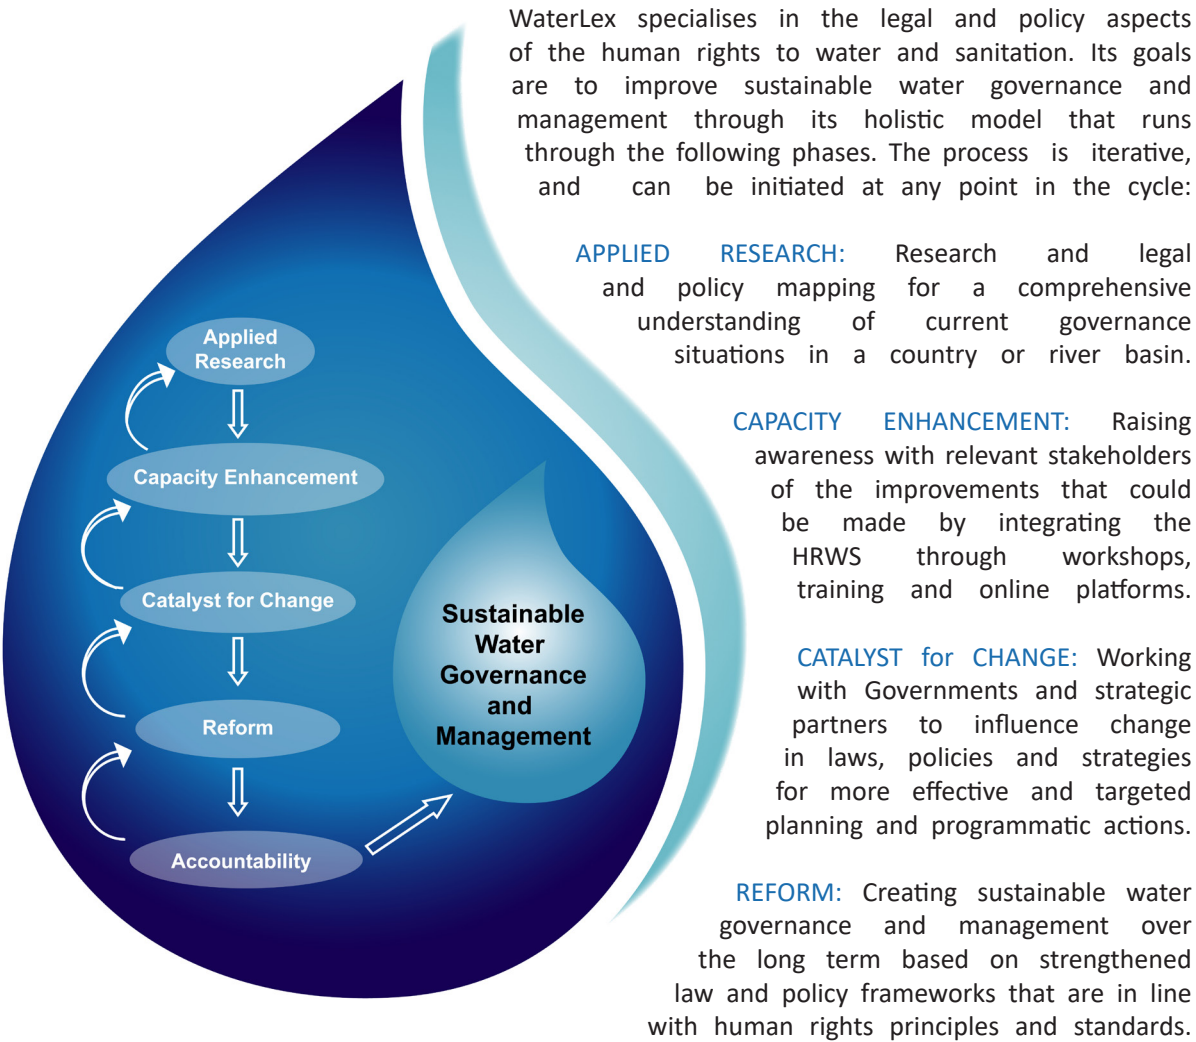 WaterLex specialises in the legal and policy aspects
of the human rights to water and sanitation. Its goals
are to improve sustainable water governance and
management through its holistic model that runs
through the following phases. The process is iterative,
and can be initiated at any point in the cycle:
APPLIED RESEARCH: Research and legal
and policy mapping for a comprehensive
understanding of current governance
situations in a country or river basin.
CAPACITY ENHANCEMENT: Raising
awareness with relevant stakeholders
of the improvements that could
be made by integrating the
HRWS through workshops,
training and online platforms.
CATALYST for CHANGE: Working
with Governments and strategic
partners to influence change
in laws, policies and strategies
for more effective and targeted
planning and programmatic actions.
REFORM: Creating sustainable water
governance and management over
the long term based on strengthened
law and policy frameworks that are in line
with human rights principles and standards.
Applied
Research
Capacity Enhancement
Catalyst for Change
Reform
Accountability
Sustainable
Water
Governance
and
Management